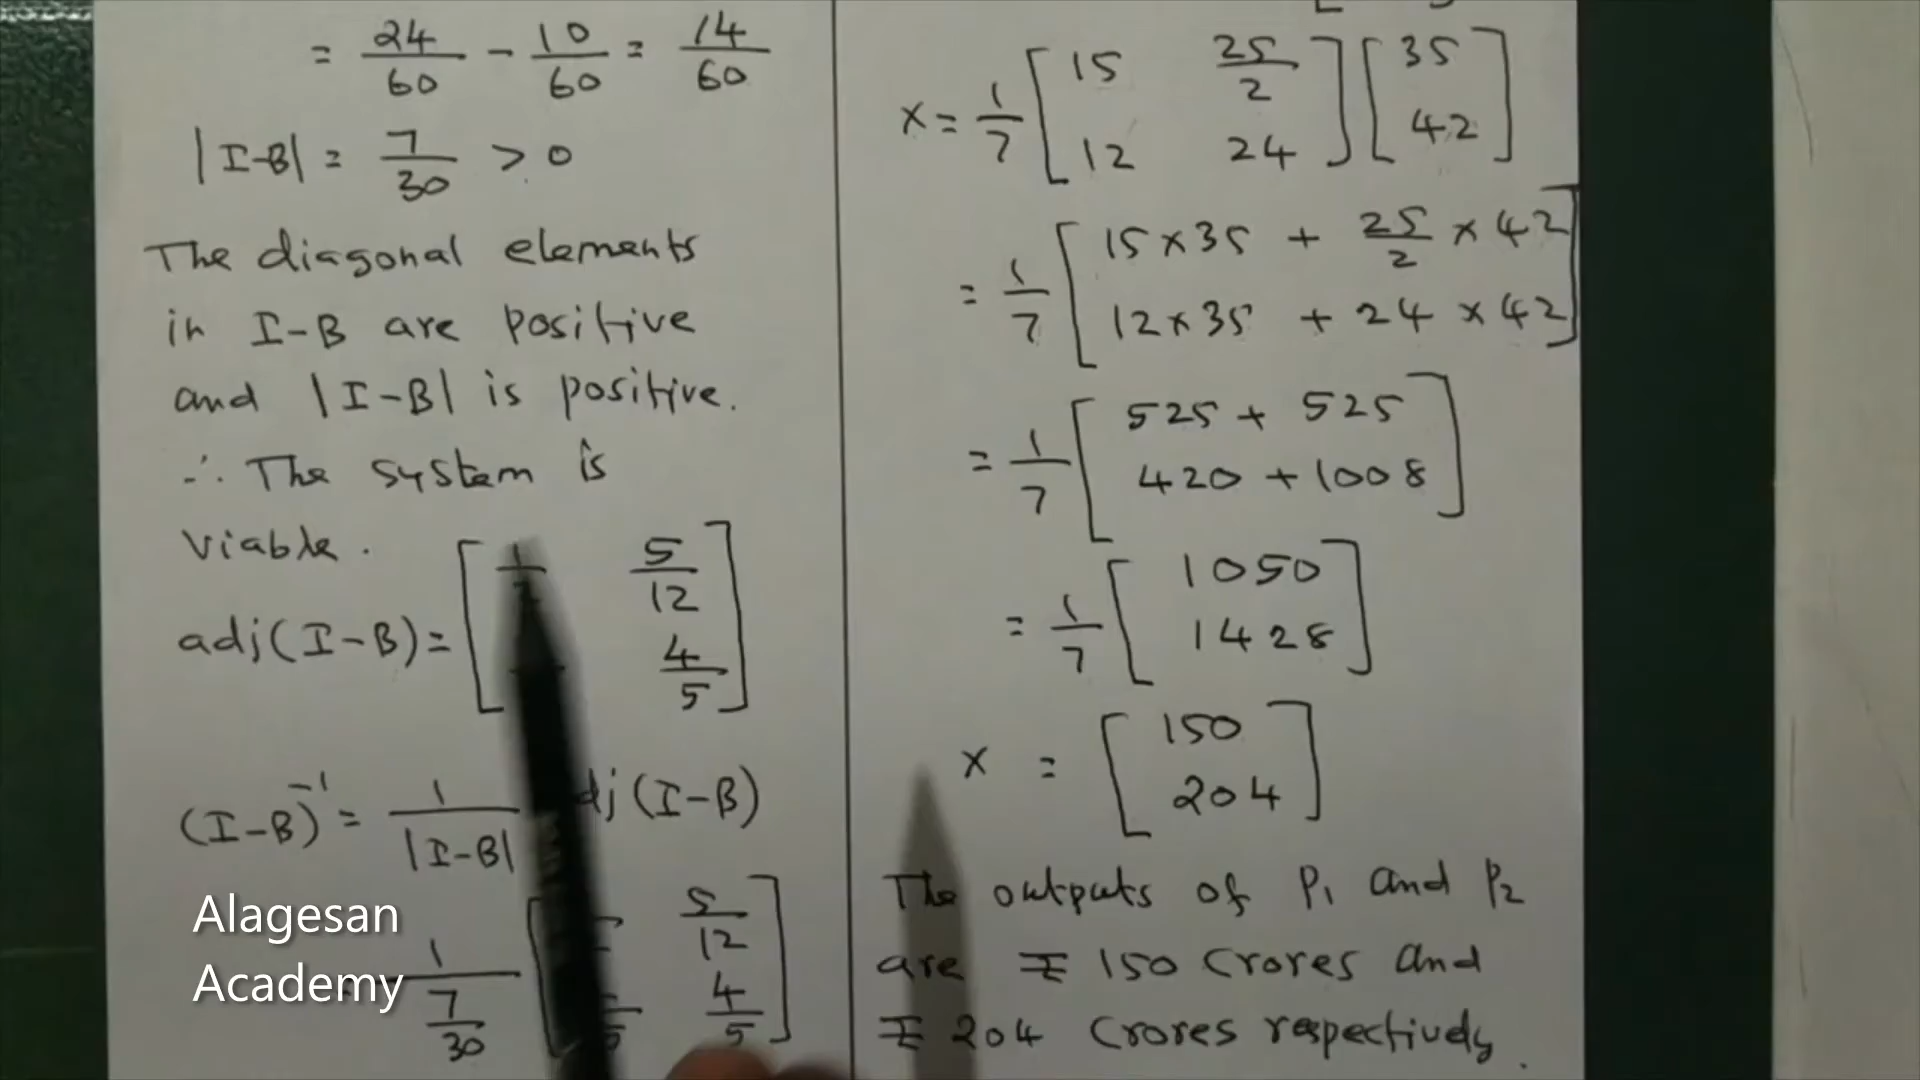 = 24/60 - 10/60 = 14/60
|I-B| = 7/30 > 0
The diagonal elements
in I-B are positive
and |I-B| is positive.
∴ The system is
viable.
adj(I-B) = [ 1 5/12
4/5 ]
(I-B)⁻¹ = 1/|I-B| dj (I-B)
1/(7/30) [ 5/12
5 4/5 ]
Alagesan
Academy
x = 1/7 [ 15 25/2
12 24 ] [ 35
42 ]
= 1/7 [ 15×35 + 25/2 × 42
12×35 + 24 × 42 ]
= 1/7 [ 525 + 525
420 + 1008 ]
= 1/7 [ 1050
1428 ]
x = [ 150
204 ]
The outputs of P1 and P2
are ₹ 150 Crores and
₹ 204 Crores respectively.